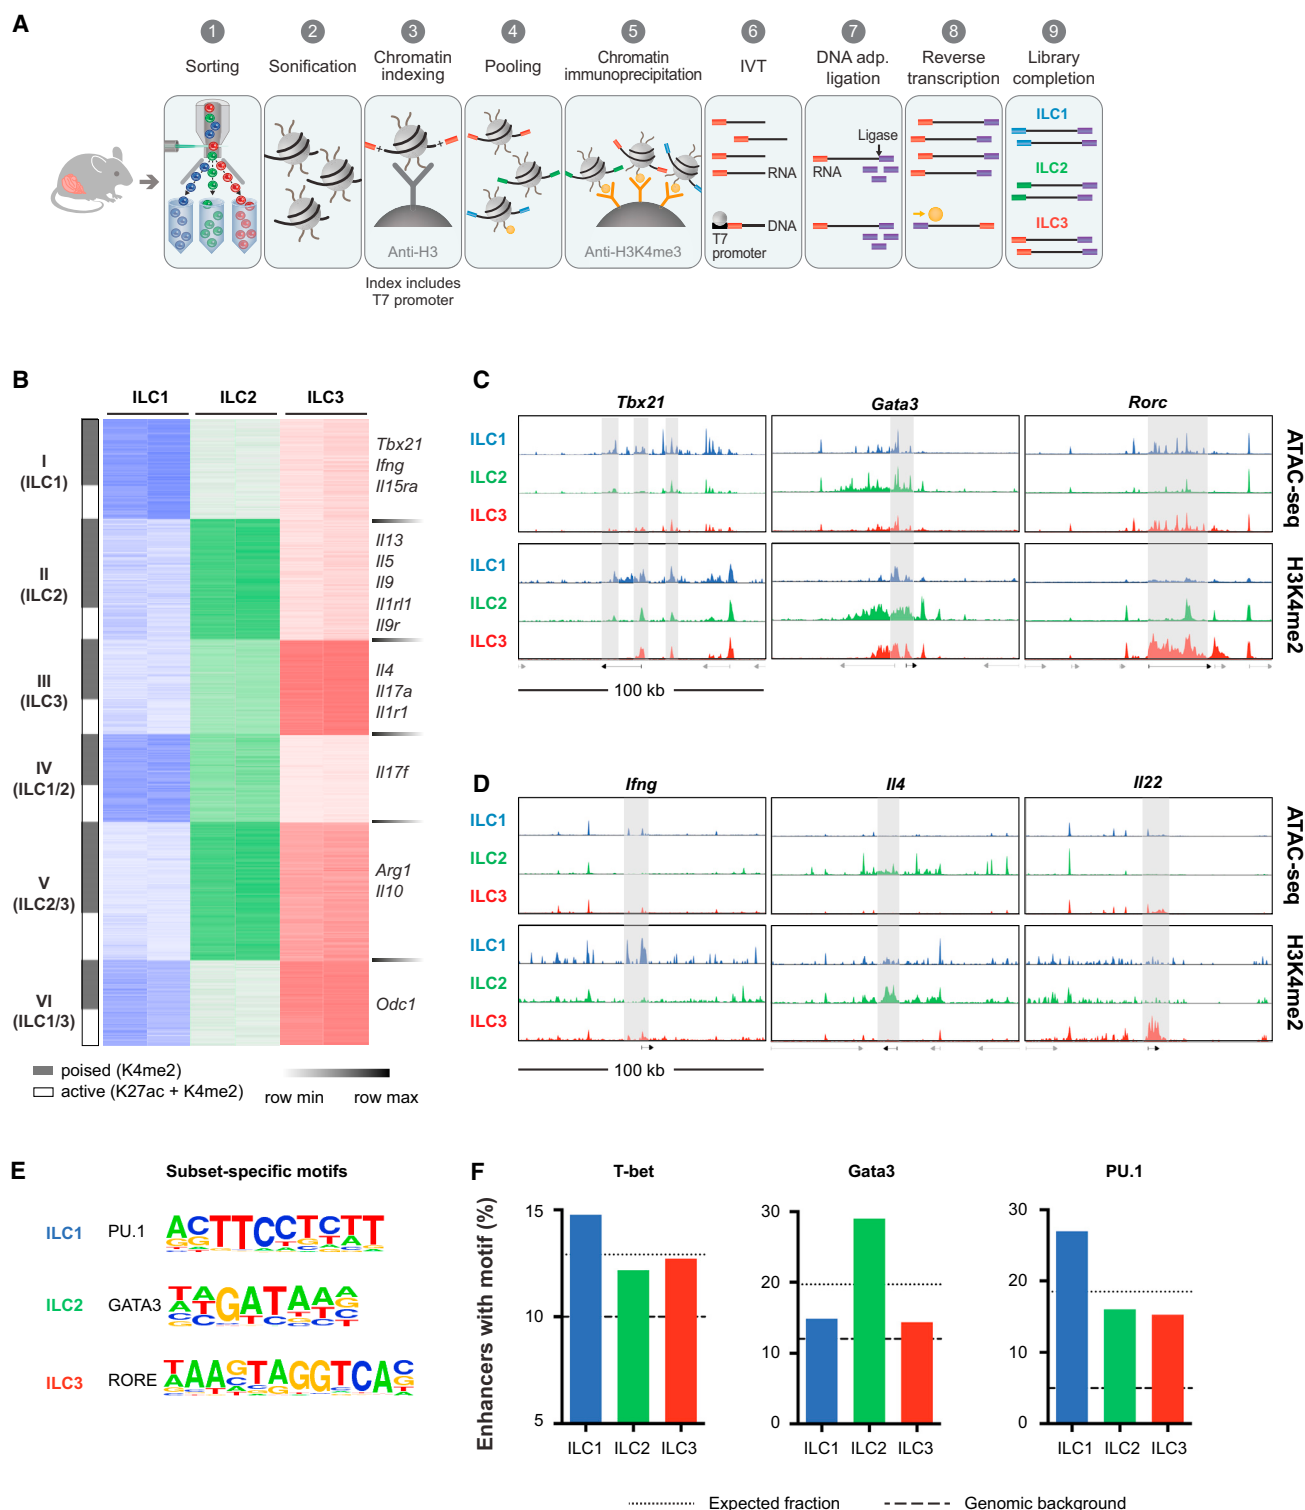 A
1 2 3 4 5 6 7 8 9
Sorting
Sonification
Chromatin
indexing
Pooling
Chromatin
immunoprecipitation
IVT
DNA adp.
ligation
Reverse
transcription
Library
completion
Anti-H3
Index includes
T7 promoter
Anti-H3K4me3
RNA
DNA
T7
promoter
Ligase
RNA
ILC1
ILC2
ILC3
B
ILC1 ILC2 ILC3
I
(ILC1)
Tbx21
Ifng
Il15ra
II
(ILC2)
Il13
Il5
Il9
Il1rl1
Il9r
III
(ILC3)
Il4
Il17a
Il1r1
IV
(ILC1/2)
Il17f
V
(ILC2/3)
Arg1
Il10
VI
(ILC1/3)
Odc1
poised (K4me2)
active (K27ac + K4me2)
row min row max
C
Tbx21 Gata3 Rorc
ILC1
ILC2
ILC3
ATAC-seq
ILC1
ILC2
ILC3
H3K4me2
100 kb
D
Ifng Il4 Il22
ILC1
ILC2
ILC3
ATAC-seq
ILC1
ILC2
ILC3
H3K4me2
100 kb
E
Subset-specific motifs
ILC1 PU.1
ILC2 GATA3
ILC3 RORE
F
Enhancers with motif (%)
T-bet
15
10
5
ILC1 ILC2 ILC3
Gata3
30
20
10
0
ILC1 ILC2 ILC3
PU.1
30
20
10
0
ILC1 ILC2 ILC3
Expected fraction Genomic background